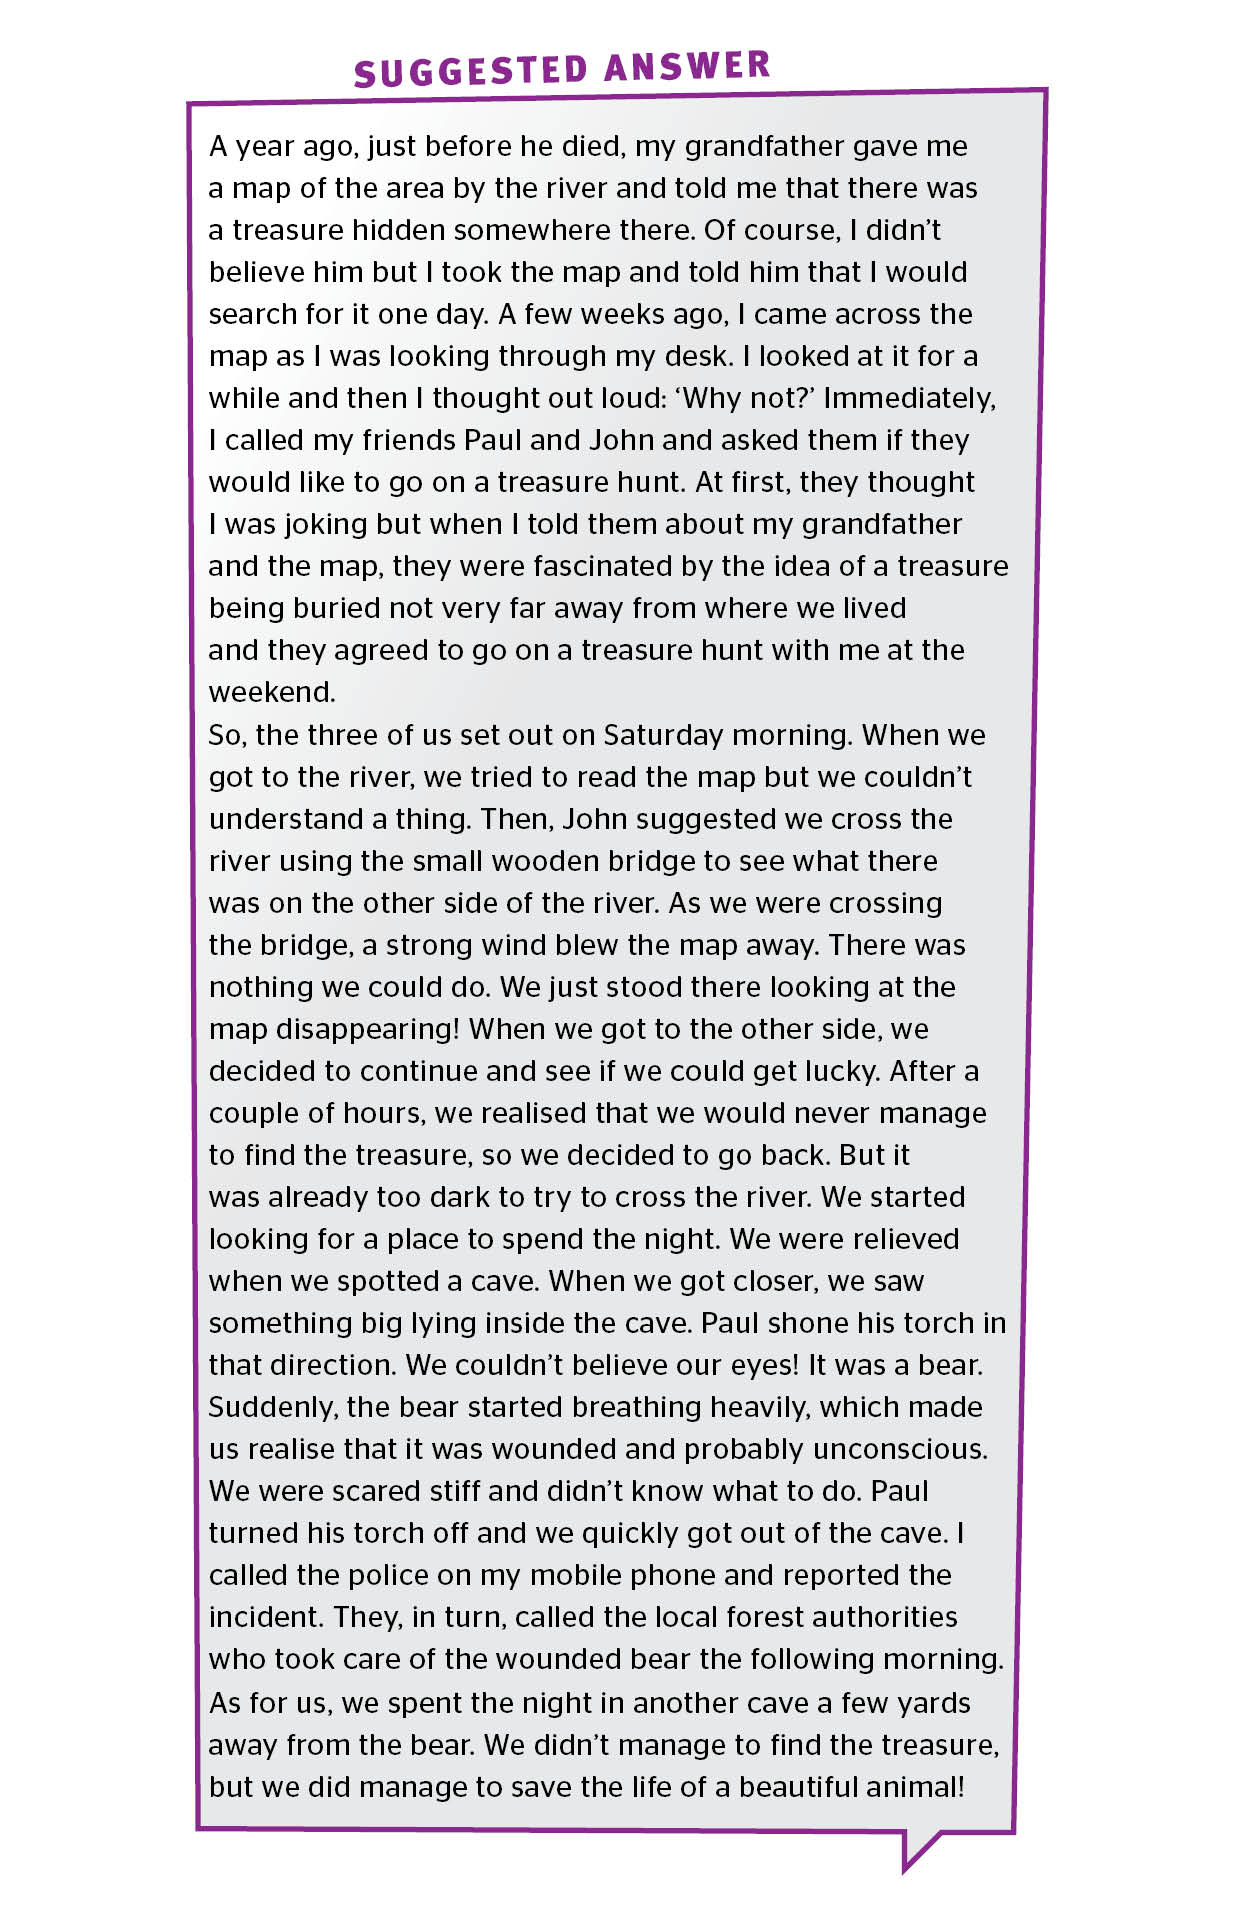 SUGGESTED ANSWER
A year ago, just before he died, my grandfather gave me
a map of the area by the river and told me that there was
a treasure hidden somewhere there. Of course, I didn’t
believe him but I took the map and told him that I would
search for it one day. A few weeks ago, I came across the
map as I was looking through my desk. I looked at it for a
while and then I thought out loud: ‘Why not?’ Immediately,
I called my friends Paul and John and asked them if they
would like to go on a treasure hunt. At first, they thought
I was joking but when I told them about my grandfather
and the map, they were fascinated by the idea of a treasure
being buried not very far away from where we lived
and they agreed to go on a treasure hunt with me at the
weekend.
So, the three of us set out on Saturday morning. When we
got to the river, we tried to read the map but we couldn’t
understand a thing. Then, John suggested we cross the
river using the small wooden bridge to see what there
was on the other side of the river. As we were crossing
the bridge, a strong wind blew the map away. There was
nothing we could do. We just stood there looking at the
map disappearing! When we got to the other side, we
decided to continue and see if we could get lucky. After a
couple of hours, we realised that we would never manage
to find the treasure, so we decided to go back. But it
was already too dark to try to cross the river. We started
looking for a place to spend the night. We were relieved
when we spotted a cave. When we got closer, we saw
something big lying inside the cave. Paul shone his torch in
that direction. We couldn’t believe our eyes! It was a bear.
Suddenly, the bear started breathing heavily, which made
us realise that it was wounded and probably unconscious.
We were scared stiff and didn’t know what to do. Paul
turned his torch off and we quickly got out of the cave. I
called the police on my mobile phone and reported the
incident. They, in turn, called the local forest authorities
who took care of the wounded bear the following morning.
As for us, we spent the night in another cave a few yards
away from the bear. We didn’t manage to find the treasure,
but we did manage to save the life of a beautiful animal!